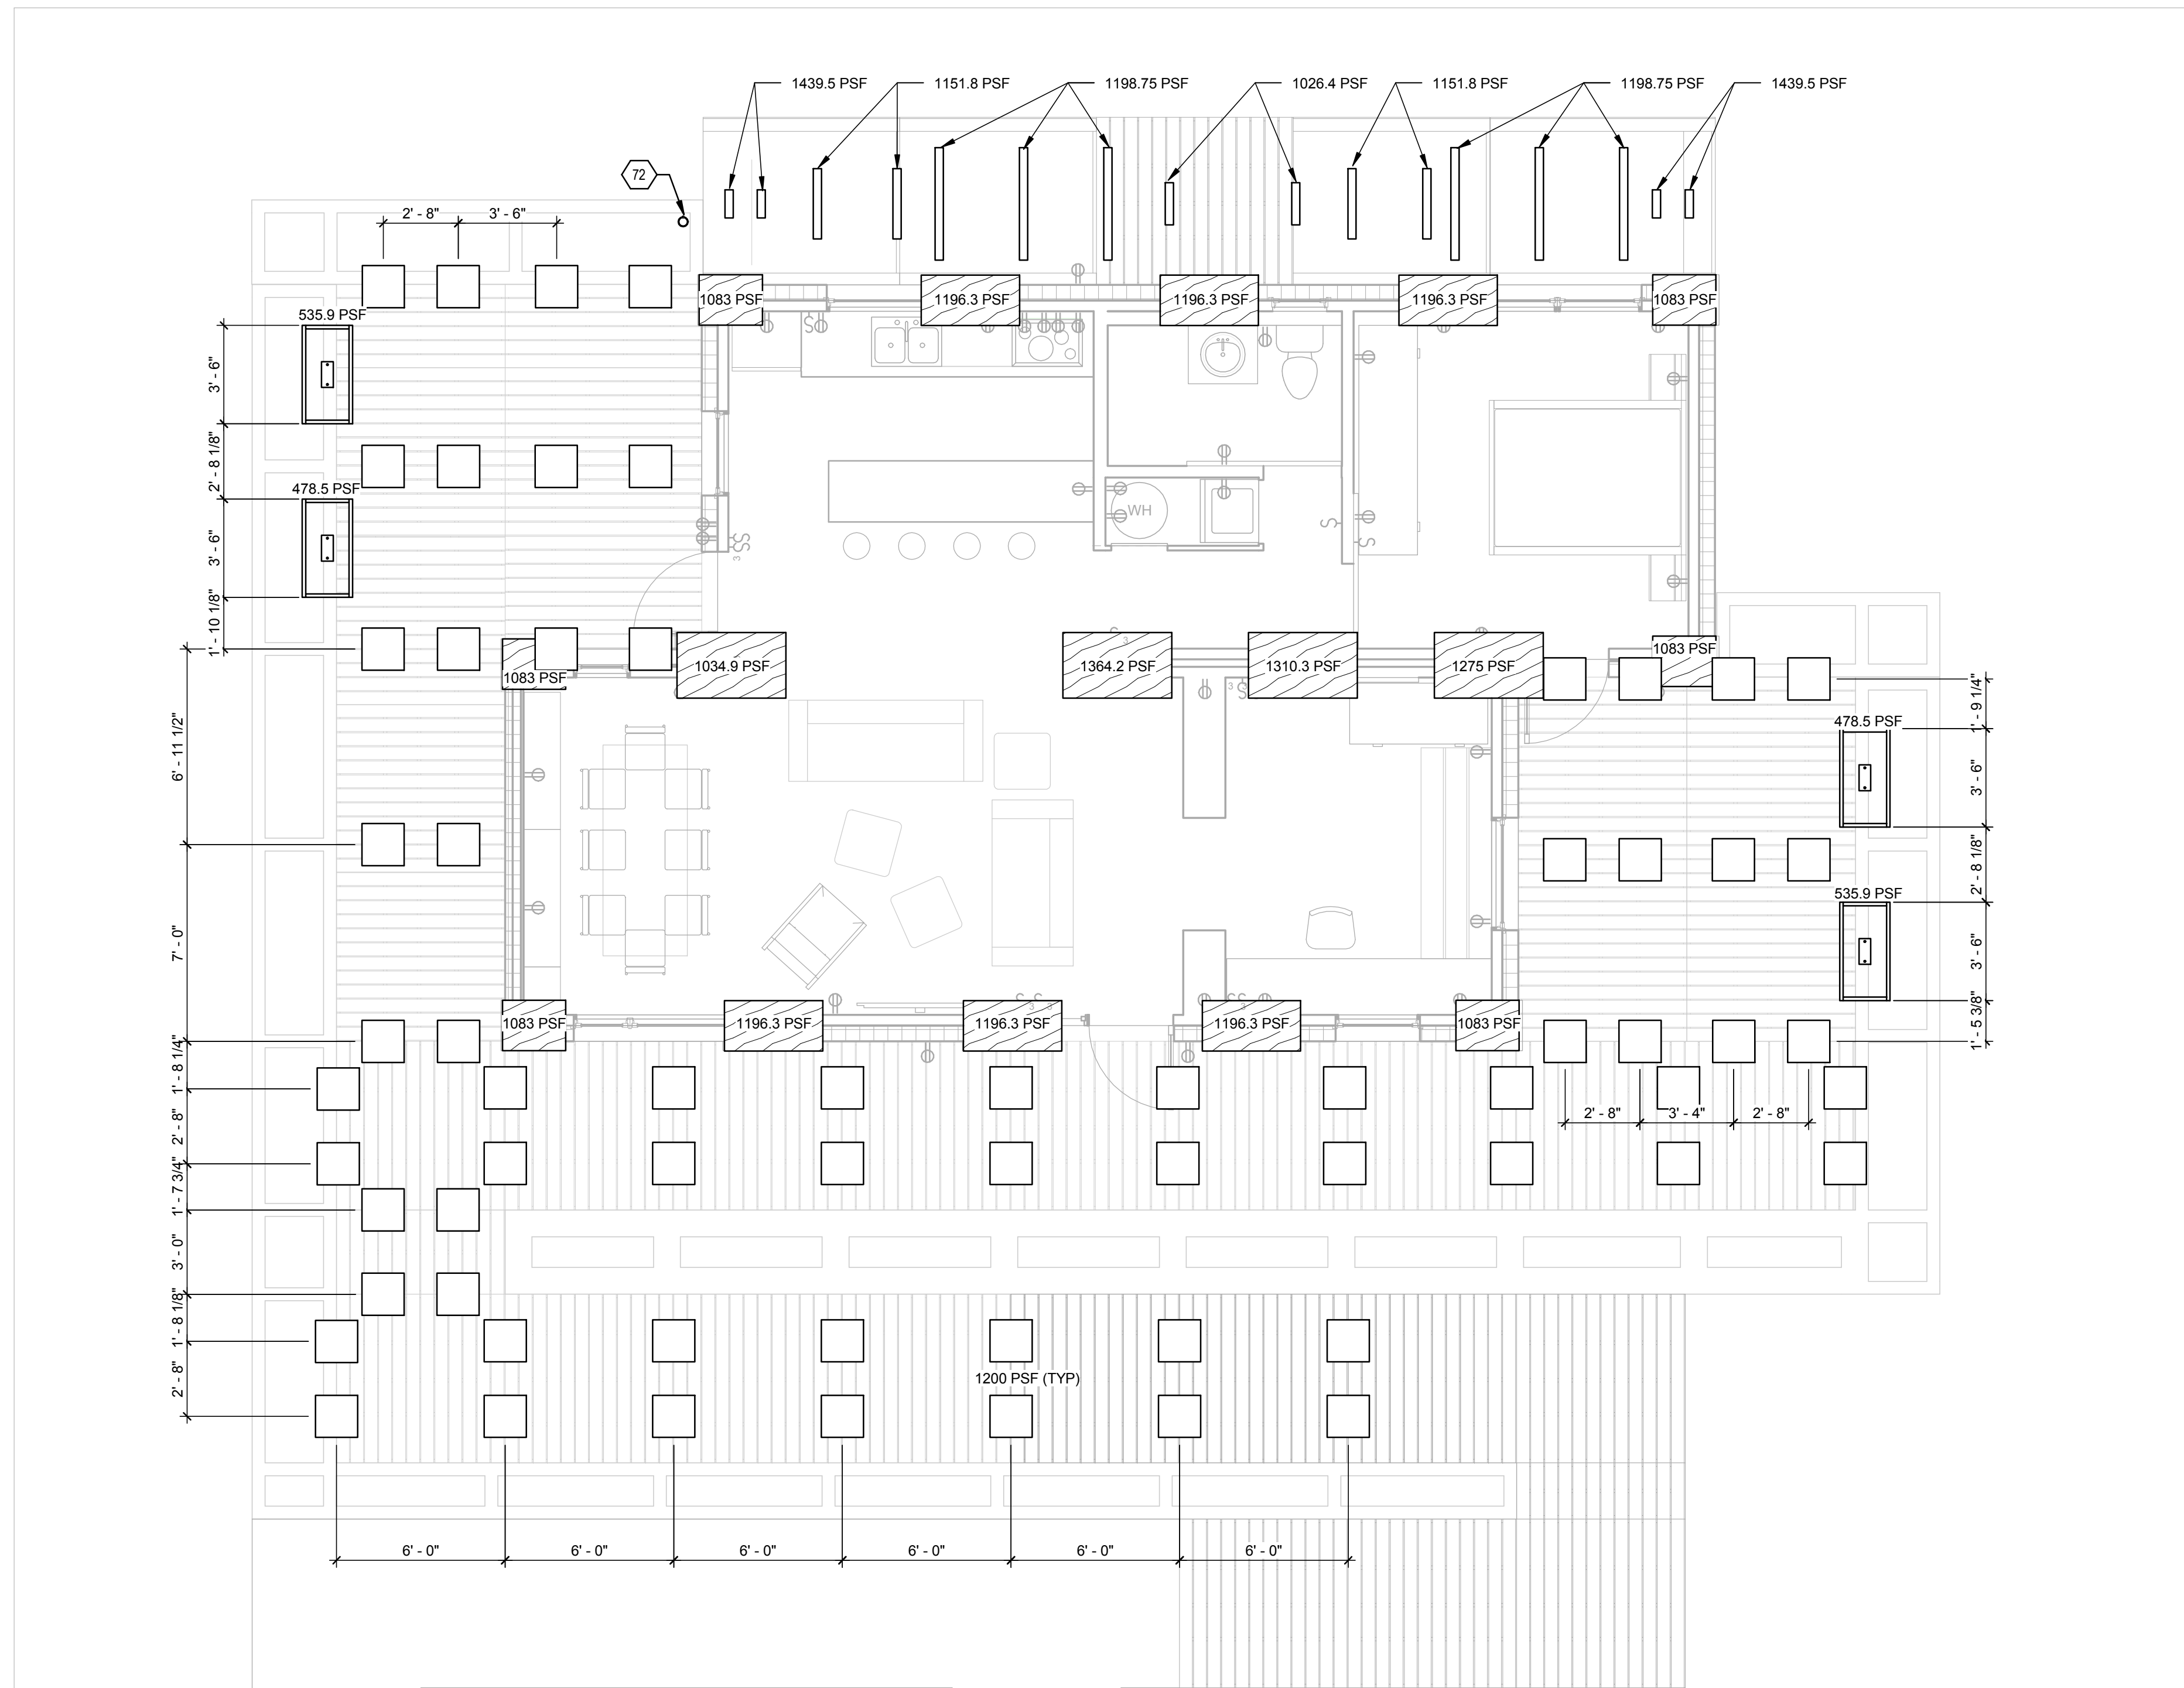 1439.5 PSF
1151.8 PSF
1198.75 PSF
1026.4 PSF
1151.8 PSF
1198.75 PSF
1439.5 PSF
72
2' - 8"
3' - 6"
1083 PSF
1196.3 PSF
1196.3 PSF
1196.3 PSF
1083 PSF
535.9 PSF
S
3' - 6"
2' - 8 1/8"
478.5 PSF
WH
S
S
S
S
3
3' - 6"
1' - 10 1/8"
1083 PSF
1034.9 PSF
3
1364.2 PSF
3
S
1310.3 PSF
1275 PSF
1083 PSF
1' - 9 1/4"
478.5 PSF
6' - 11 1/2"
3' - 6"
2' - 8 1/8"
535.9 PSF
7' - 0"
3' - 6"
1' - 5 3/8"
1083 PSF
1196.3 PSF
3
3
1196.3 PSF
3
1196.3 PSF
1083 PSF
1' - 8 1/4"
2' - 8"
2' - 8"
3' - 4"
2' - 8"
1' - 7 3/4"
3' - 0"
1' - 8 1/8"
2' - 8"
1200 PSF (TYP)
6' - 0"
6' - 0"
6' - 0"
6' - 0"
6' - 0"
6' - 0"